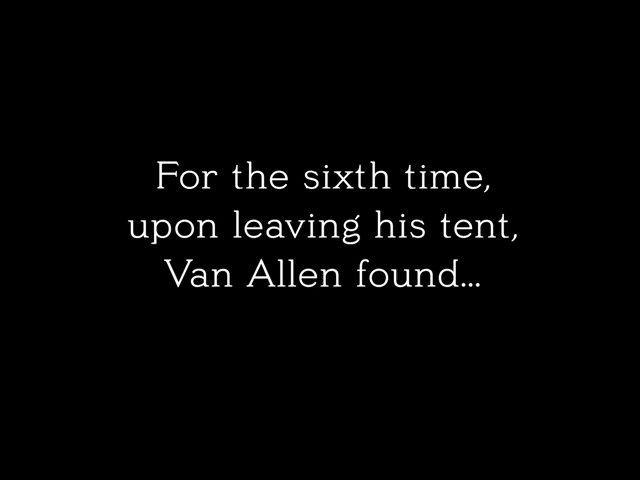 For the sixth time,
upon leaving his tent,
Van Allen found...